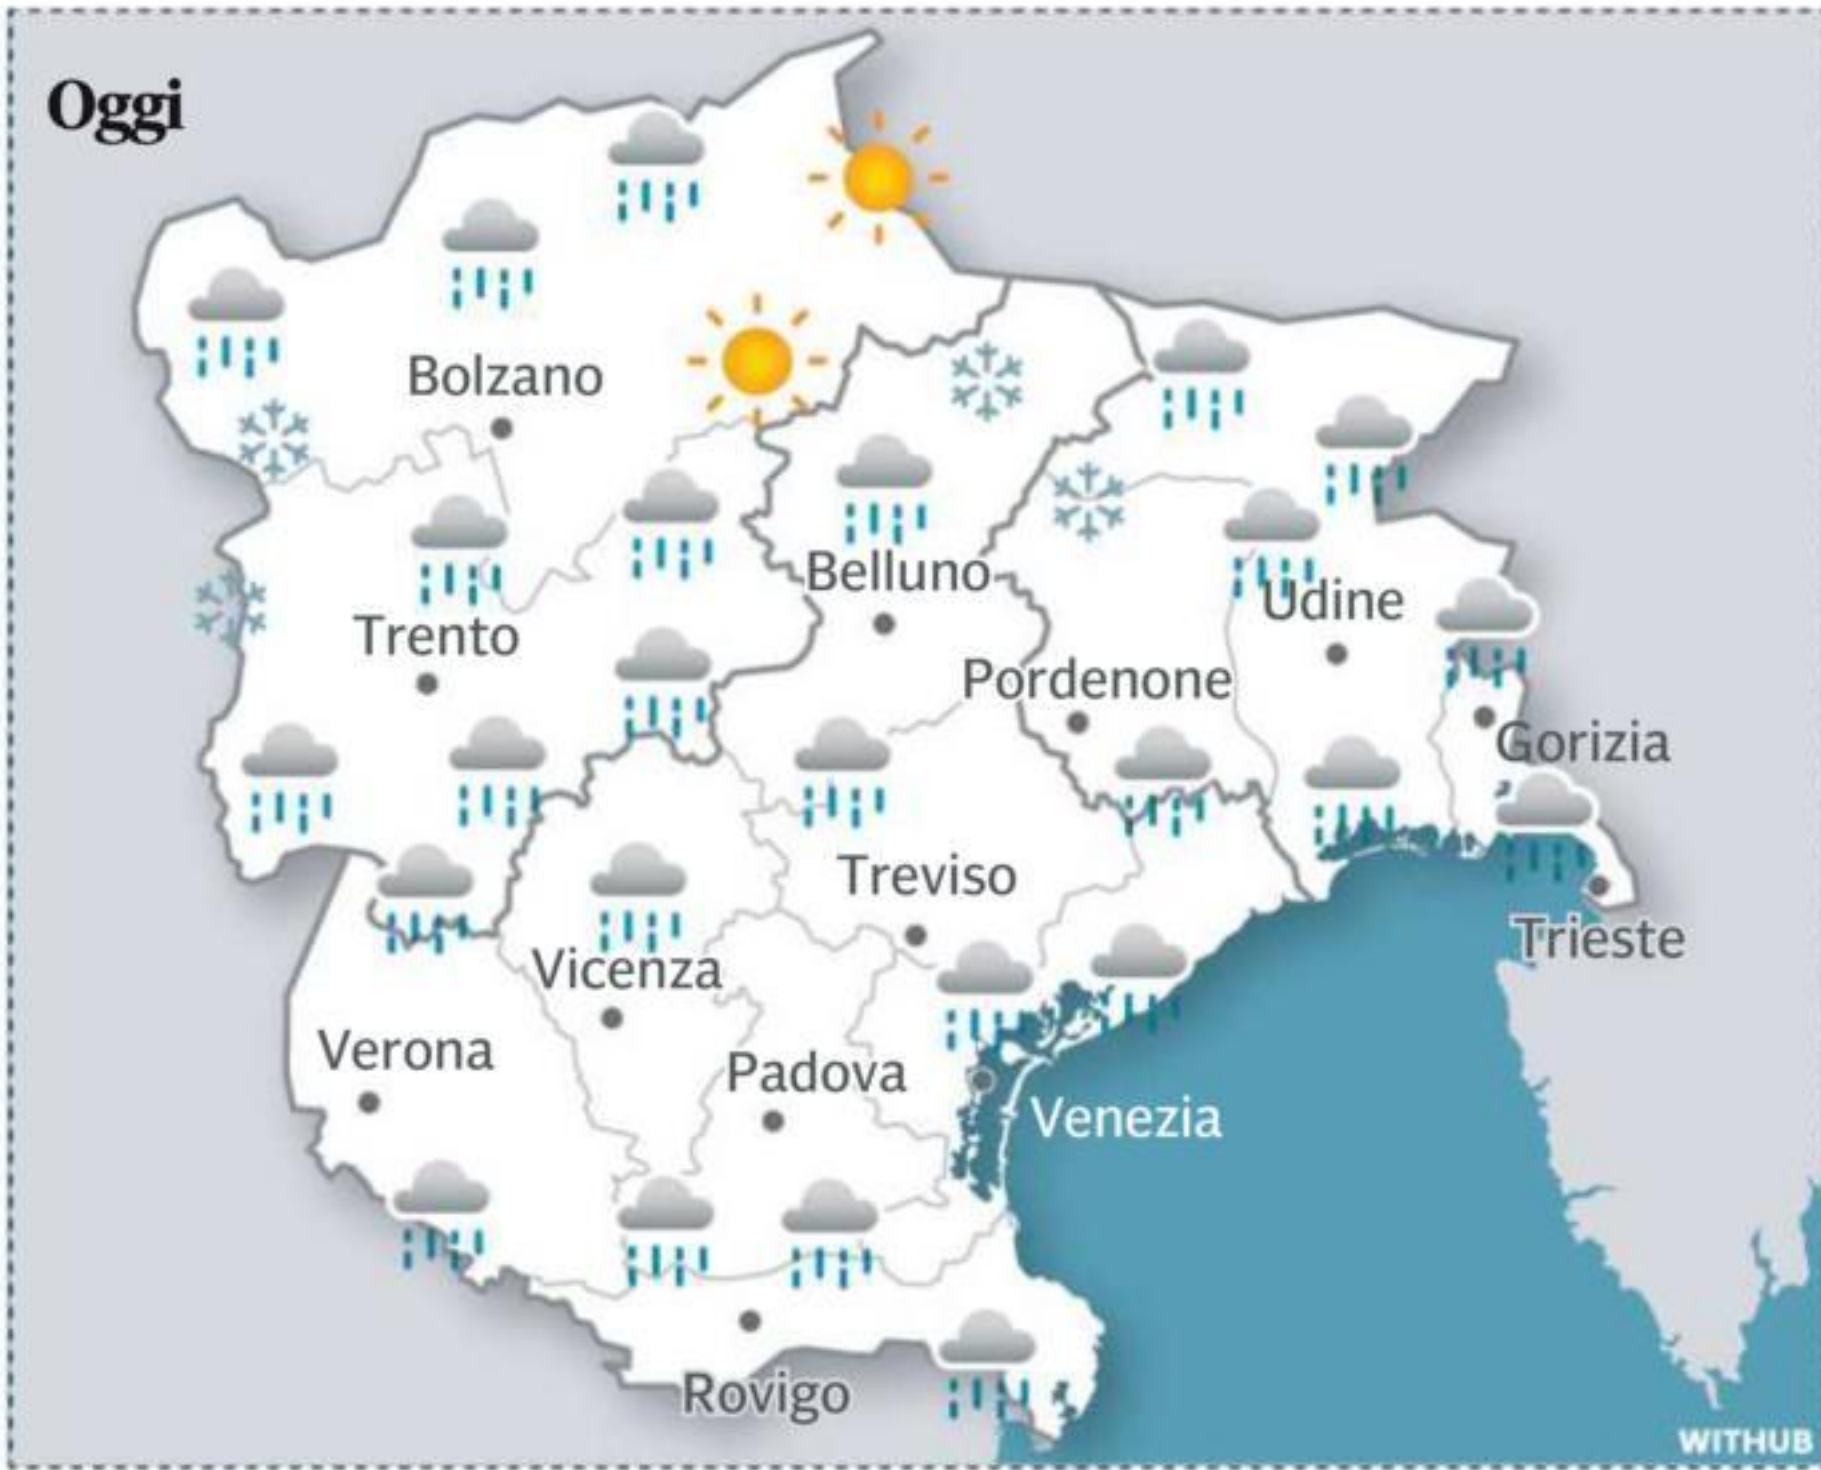 Oggi
Bolzano
Belluno
Udine
Trento
Pordenone
Gorizia
Treviso
Trieste
Vicenza
Verona
Padova
Venezia
Rovigo
WITHUB